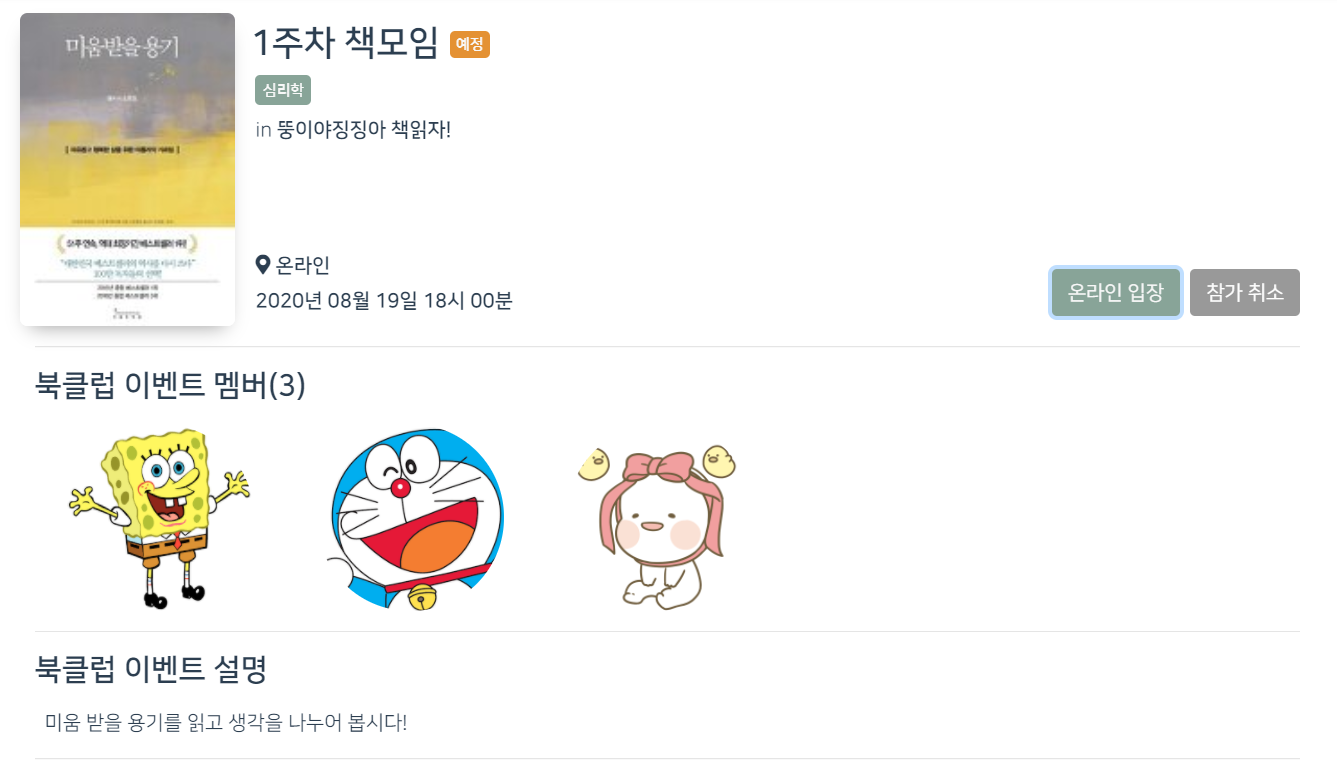 미움받을 용기
1주차 책모임 예정
심리학
in 뚱이야징징아 책읽자!
온라인
2020년 08월 19일 18시 00분
온라인 입장 참가 취소
북클럽 이벤트 멤버(3)
북클럽 이벤트 설명
미움 받을 용기를 읽고 생각을 나누어 봅시다!